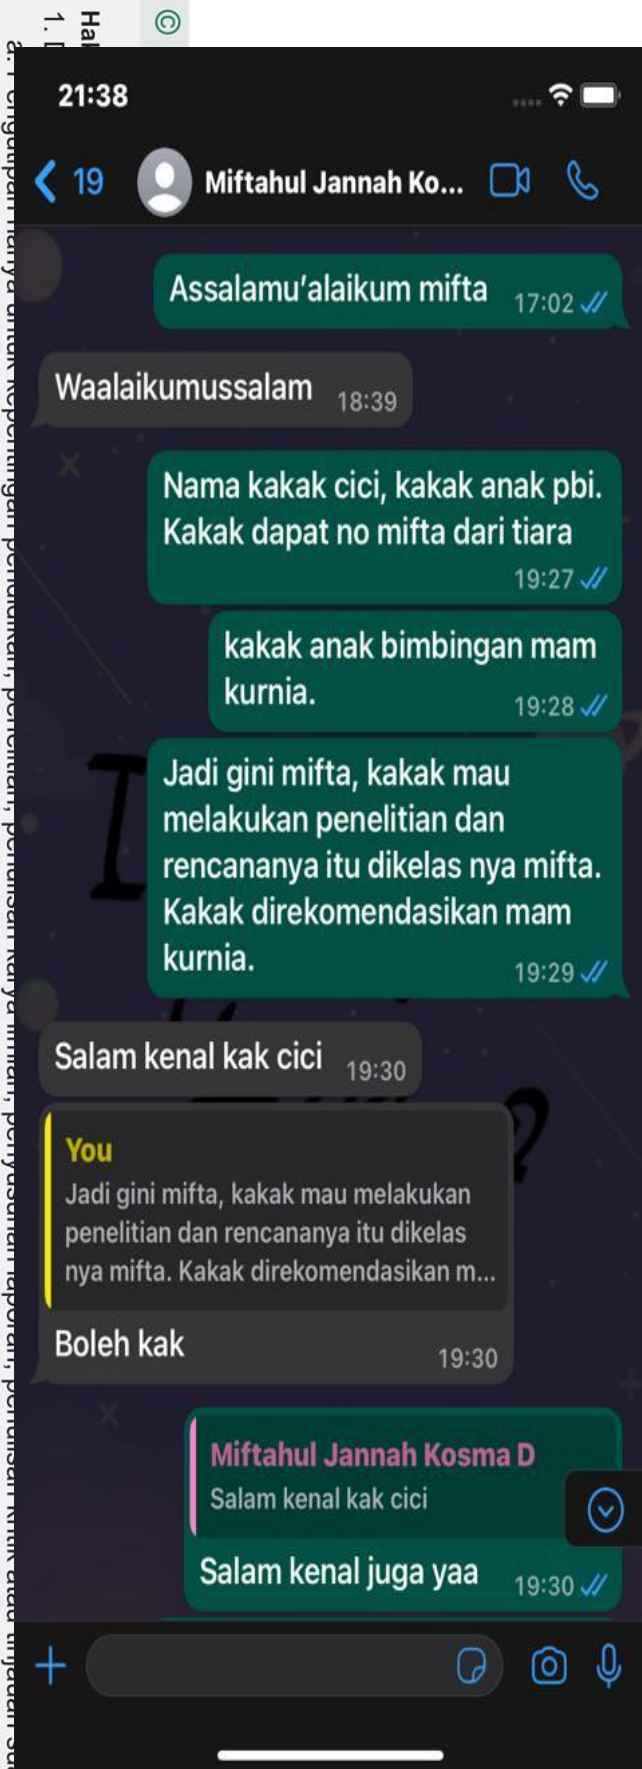 ©
21:38
19
Miftahul Jannah Ko...
Assalamu’alaikum mifta 17:02
Waalaikumussalam 18:39
Nama kakak cici, kakak anak pbi.
Kakak dapat no mifta dari tiara
19:27
kakak anak bimbingan mam
kurnia. 19:28
Jadi gini mifta, kakak mau
melakukan penelitian dan
rencananya itu dikelas nya mifta.
Kakak direkomendasikan mam
kurnia. 19:29
Salam kenal kak cici 19:30
You
Jadi gini mifta, kakak mau melakukan
penelitian dan rencananya itu dikelas
nya mifta. Kakak direkomendasikan m...
Boleh kak 19:30
Miftahul Jannah Kosma D
Salam kenal kak cici
Salam kenal juga yaa 19:30